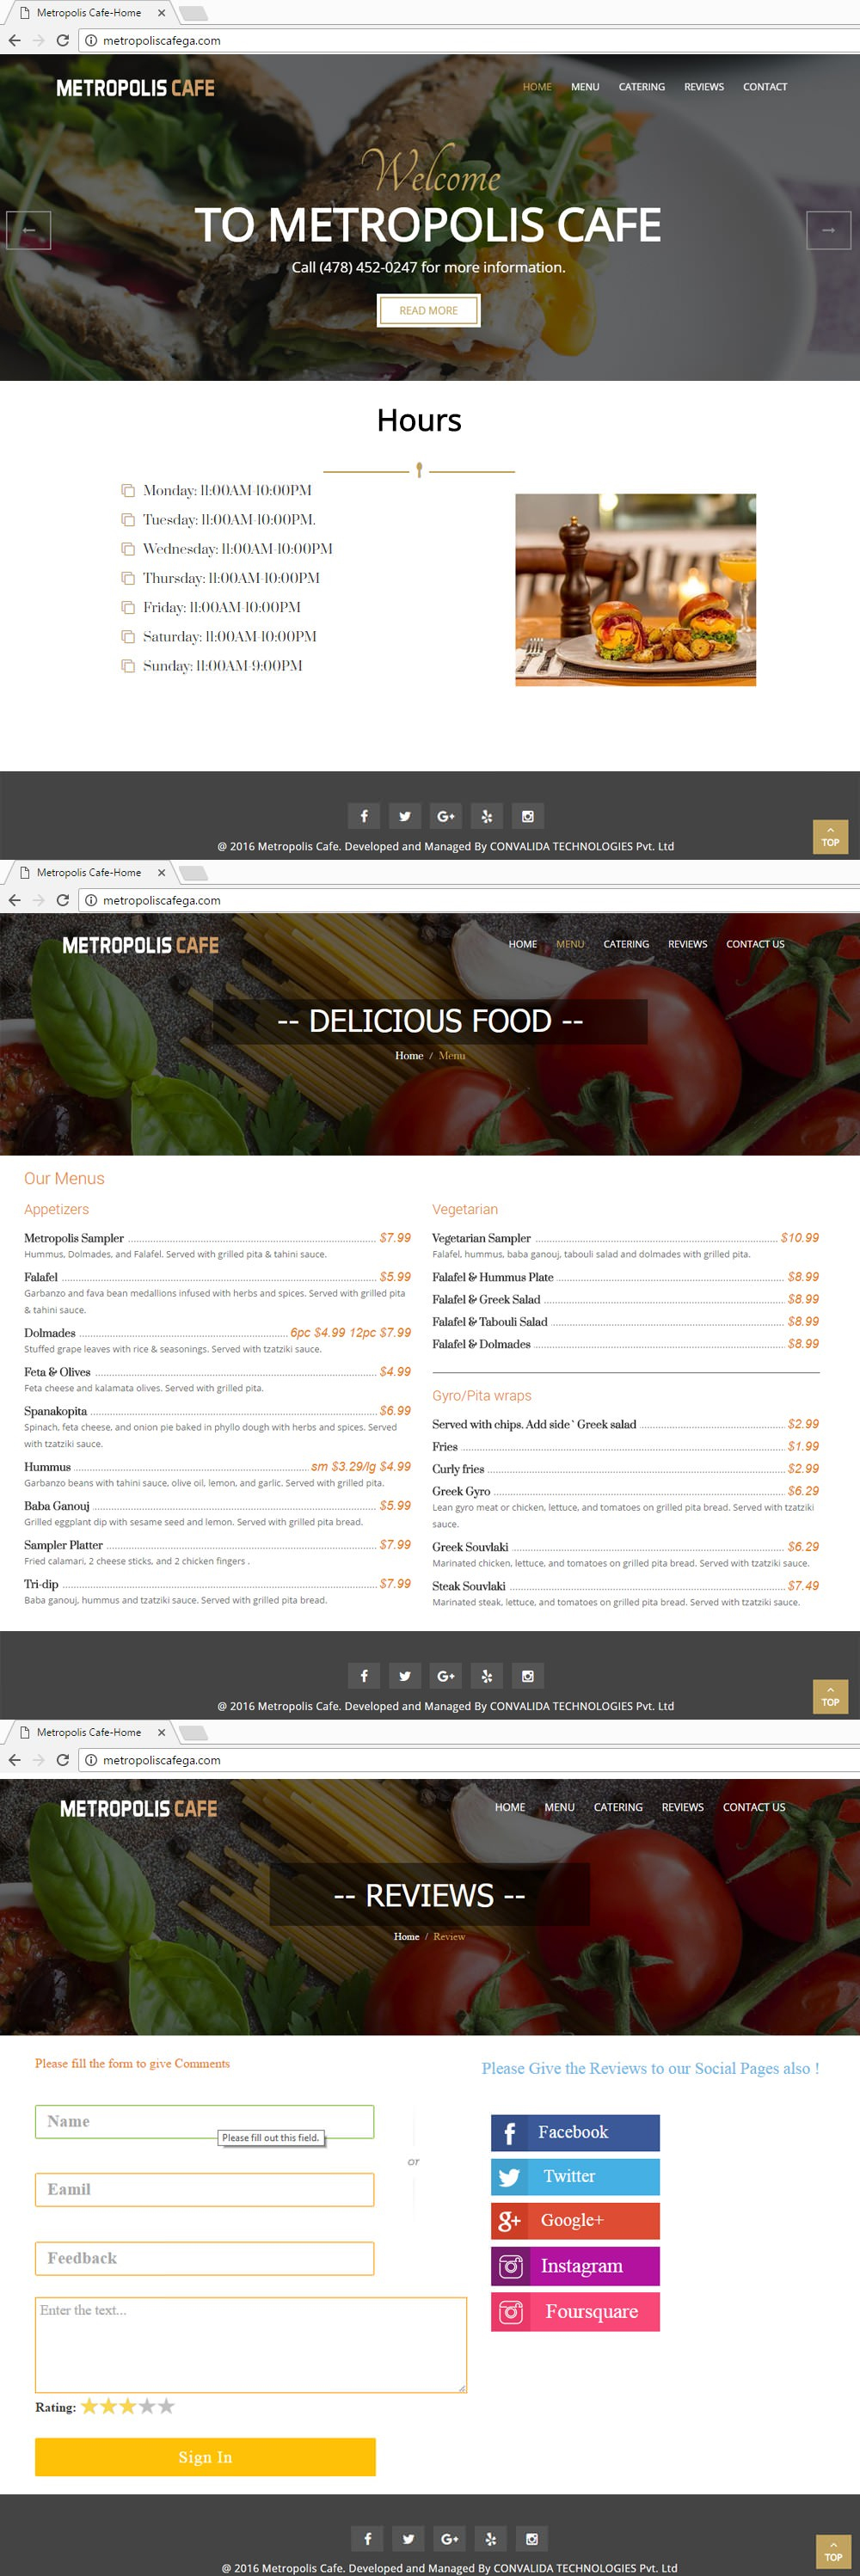 Metropolis Cafe-Home
metropoliscafega.com
METROPOLIS CAFE
HOME MENU CATERING REVIEWS CONTACT
Welcome
TO METROPOLIS CAFE
Call (478) 452-0247 for more information.
READ MORE
Hours
Monday: 11:00AM-10:00PM
Tuesday: 11:00AM-10:00PM.
Wednesday: 11:00AM-10:00PM
Thursday: 11:00AM-10:00PM
Friday: 11:00AM-10:00PM
Saturday: 11:00AM-10:00PM
Sunday: 11:00AM-9:00PM
TOP
@ 2016 Metropolis Cafe. Developed and Managed By CONVALIDA TECHNOLOGIES Pvt. Ltd
Metropolis Cafe-Home
metropoliscafega.com
METROPOLIS CAFE
HOME MENU CATERING REVIEWS CONTACT US
-- DELICIOUS FOOD --
Home / Menu
Our Menus
Appetizers
Metropolis Sampler $7.99
Hummus, Dolmades, and Falafel. Served with grilled pita & tahini sauce.
Falafel $5.99
Garbanzo and fava bean medallions infused with herbs and spices. Served with grilled pita
& tahini sauce.
Dolmades 6pc $4.99 12pc $7.99
Stuffed grape leaves with rice & seasonings. Served with tzatziki sauce.
Feta & Olives $4.99
Feta cheese and kalamata olives. Served with grilled pita.
Spanakopita $6.99
Spinach, feta cheese, and onion pie baked in phyllo dough with herbs and spices. Served
with tzatziki sauce.
Hummus sm $3.29/lg $4.99
Garbanzo beans with tahini sauce, olive oil, lemon, and garlic. Served with grilled pita.
Baba Ganouj $5.99
Grilled eggplant dip with sesame seed and lemon. Served with grilled pita bread.
Sampler Platter $7.99
Fried calamari, 2 cheese sticks, and 2 chicken fingers .
Tri-dip $7.99
Baba ganouj, hummus and tzatziki sauce. Served with grilled pita bread.
Vegetarian
Vegetarian Sampler $10.99
Falafel, hummus, baba ganouj, tabouli salad and dolmades with grilled pita.
Falafel & Hummus Plate $8.99
Falafel & Greek Salad $8.99
Falafel & Tabouli Salad $8.99
Falafel & Dolmades $8.99
Gyro/Pita wraps
Served with chips. Add side` Greek salad $2.99
Fries $1.99
Curly fries $2.99
Greek Gyro $6.29
Lean gyro meat or chicken, lettuce, and tomatoes on grilled pita bread. Served with tzatziki
sauce.
Greek Souvlaki $6.29
Marinated chicken, lettuce, and tomatoes on grilled pita bread. Served with tzatziki sauce.
Steak Souvlaki $7.49
Marinated steak, lettuce, and tomatoes on grilled pita bread. Served with tzatziki sauce.
TOP
@ 2016 Metropolis Cafe. Developed and Managed By CONVALIDA TECHNOLOGIES Pvt. Ltd
Metropolis Cafe-Home
metropoliscafega.com
METROPOLIS CAFE
HOME MENU CATERING REVIEWS CONTACT US
-- REVIEWS --
Home / Review
Please fill the form to give Comments
Name
Please fill out this field.
Eamil
Feedback
Enter the text...
Rating:
Sign In
or
Please Give the Reviews to our Social Pages also !
Facebook
Twitter
Google+
Instagram
Foursquare
TOP
@ 2016 Metropolis Cafe. Developed and Managed By CONVALIDA TECHNOLOGIES Pvt. Ltd